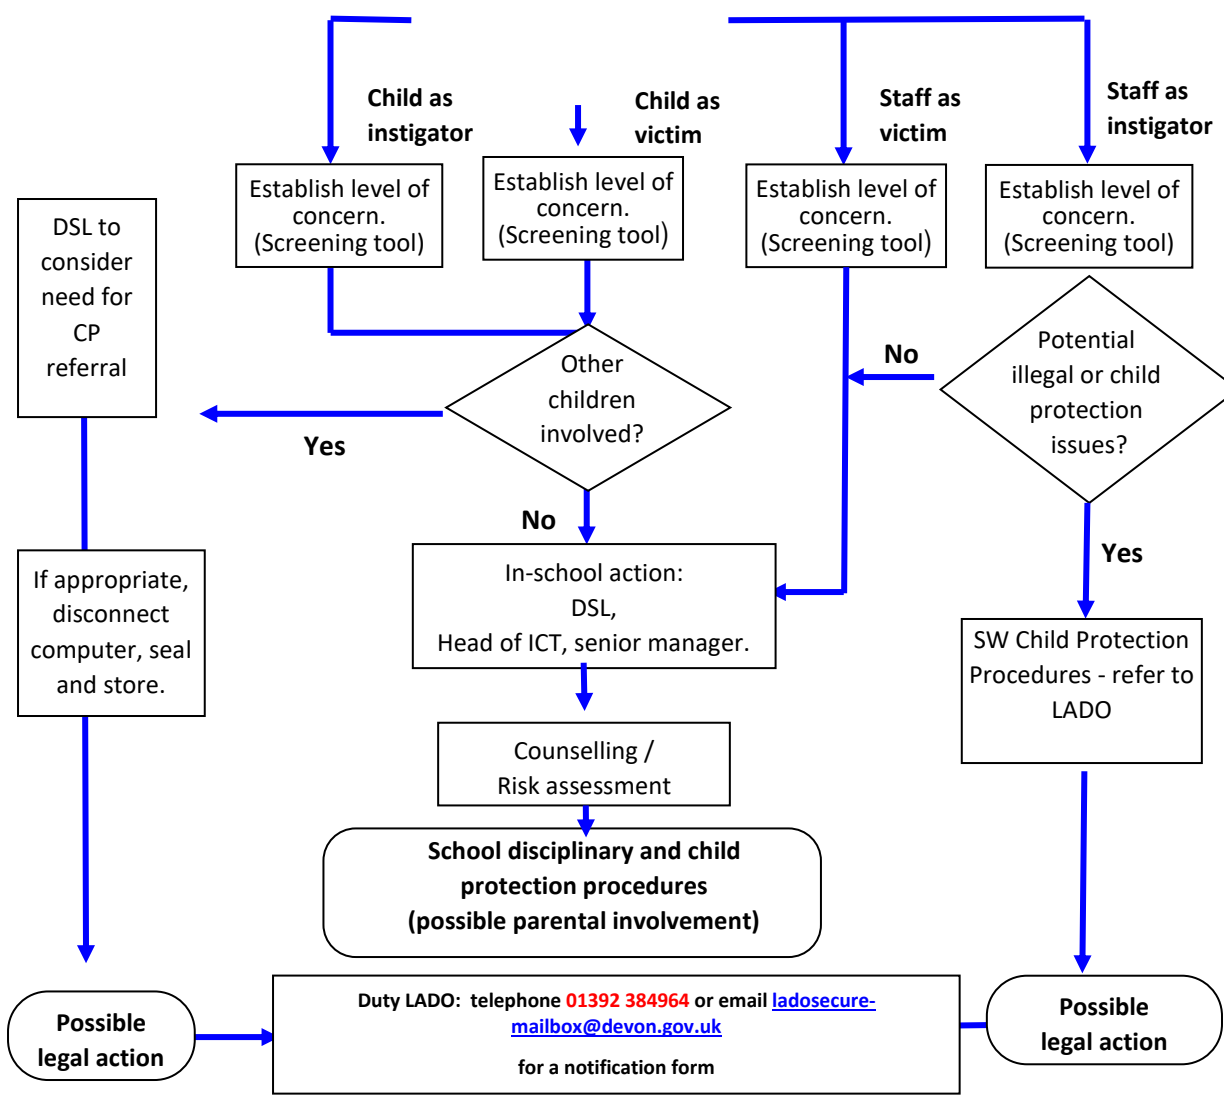 Child as
instigator
Child as
victim
Staff as
victim
Staff as
instigator
Establish level of
concern.
(Screening tool)
Establish level of
concern.
(Screening tool)
Establish level of
concern.
(Screening tool)
Establish level of
concern.
(Screening tool)
DSL to
consider
need for
CP
referral
Other
children
involved?
No
Potential
illegal or child
protection
issues?
Yes
No
Yes
If appropriate,
disconnect
computer, seal
and store.
In-school action:
DSL,
Head of ICT, senior manager.
SW Child Protection
Procedures - refer to
LADO
Counselling /
Risk assessment
School disciplinary and child
protection procedures
(possible parental involvement)
Possible
legal action
Duty LADO: telephone 01392 384964 or email ladosecure-
mailbox@devon.gov.uk
for a notification form
Possible
legal action